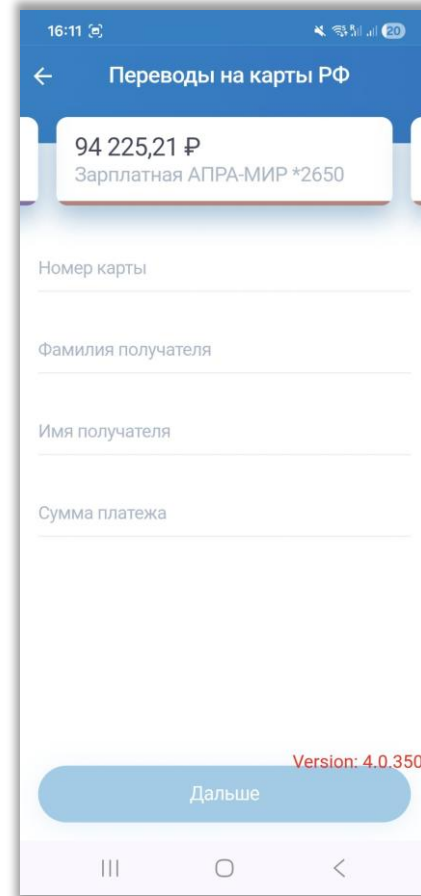 16:11
20
Переводы на карты РФ
94 225,21 ₽
Зарплатная АПРА-МИР *2650
Номер карты
Фамилия получателя
Имя получателя
Сумма платежа
Version: 4.0.350
Дальше